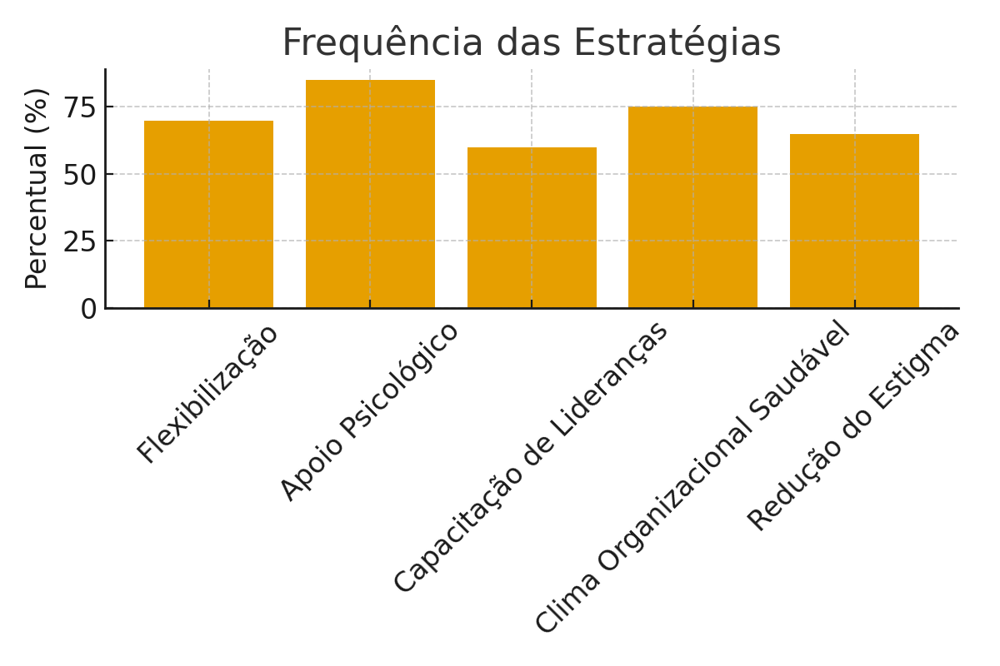 Frequência das Estratégias
Percentual (%)
75
50
25
0
Flexibilização
Apoio Psicológico
Capacitação de Lideranças
Clima Organizacional Saudável
Redução do Estigma